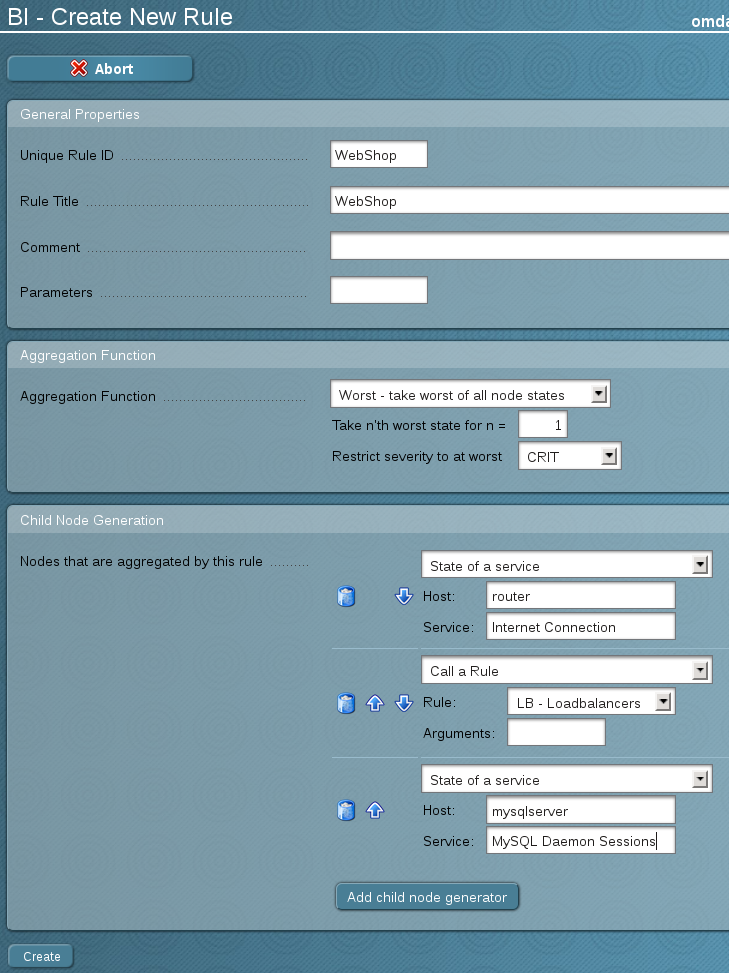 BI - Create New Rule
omda
Abort
General Properties
Unique Rule ID WebShop
Rule Title WebShop
Comment
Parameters
Aggregation Function
Aggregation Function Worst - take worst of all node states
Take n'th worst state for n = 1
Restrict severity to at worst CRIT
Child Node Generation
Nodes that are aggregated by this rule State of a service
Host: router
Service: Internet Connection
Call a Rule
Rule: LB - Loadbalancers
Arguments:
State of a service
Host: mysqlserver
Service: MySQL Daemon Sessions
Add child node generator
Create